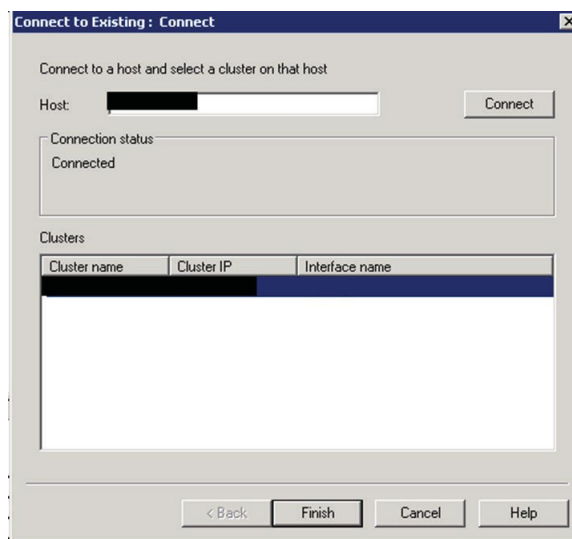 Connect to Existing : Connect
Connect to a host and select a cluster on that host
Host:
Connect
Connection status
Connected
Clusters
Cluster name Cluster IP Interface name
< Back Finish Cancel Help